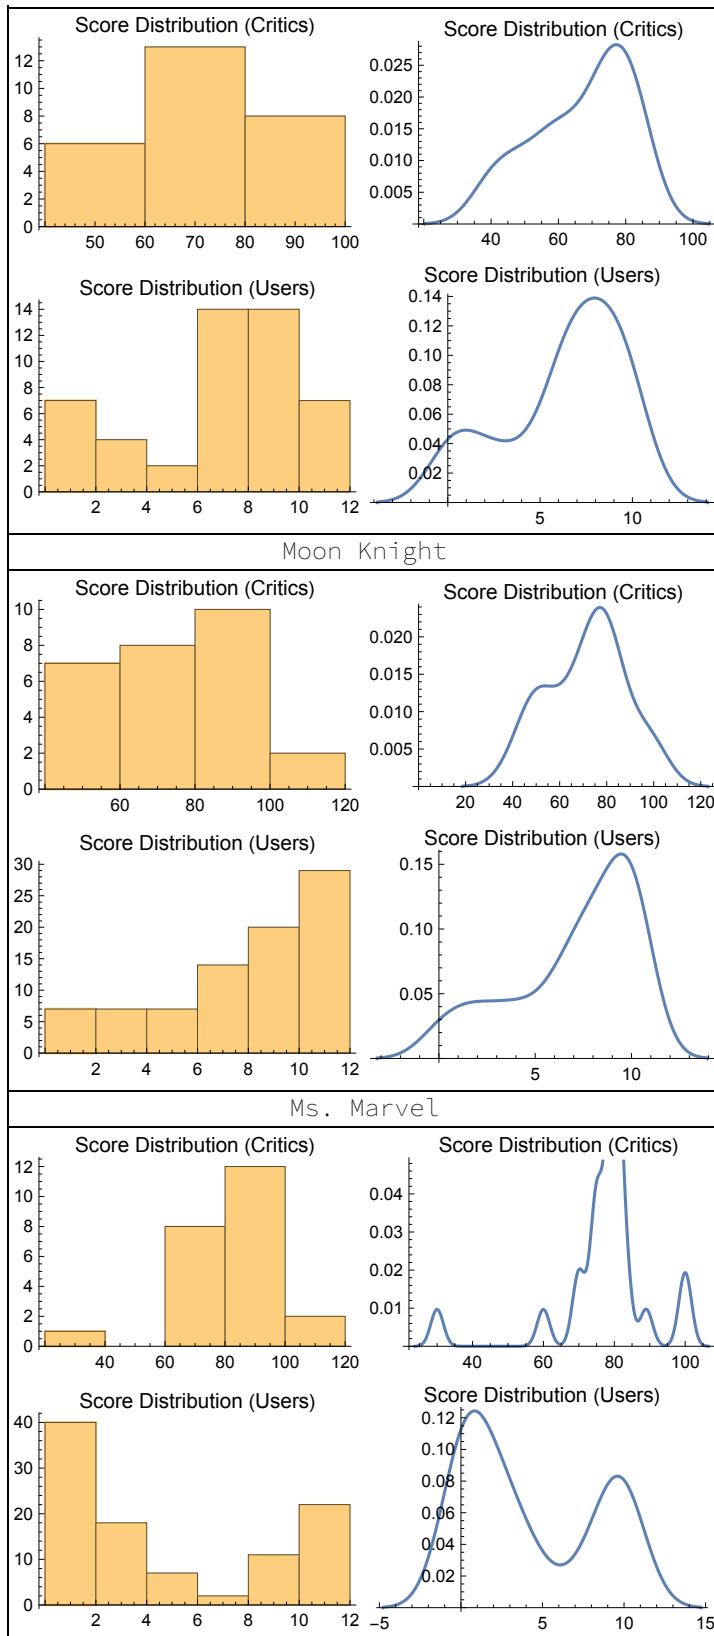 Score Distribution (Critics)
12
10
8
6
4
2
0
50 60 70 80 90 100
Score Distribution (Critics)
0.025
0.020
0.015
0.010
0.005
40 60 80 100
Score Distribution (Users)
14
12
10
8
6
4
2
0
2 4 6 8 10 12
Score Distribution (Users)
0.14
0.12
0.10
0.08
0.06
0.04
0.02
5 10
Moon Knight
Score Distribution (Critics)
10
8
6
4
2
0
60 80 100 120
Score Distribution (Critics)
0.020
0.015
0.010
0.005
20 40 60 80 100 120
Score Distribution (Users)
30
25
20
15
10
5
0
2 4 6 8 10 12
Score Distribution (Users)
0.15
0.10
0.05
5 10
Ms. Marvel
Score Distribution (Critics)
12
10
8
6
4
2
0
40 60 80 100 120
Score Distribution (Critics)
0.04
0.03
0.02
0.01
40 60 80 100
Score Distribution (Users)
40
30
20
10
0
2 4 6 8 10 12
Score Distribution (Users)
0.12
0.10
0.08
0.06
0.04
0.02
-5 5 10 15